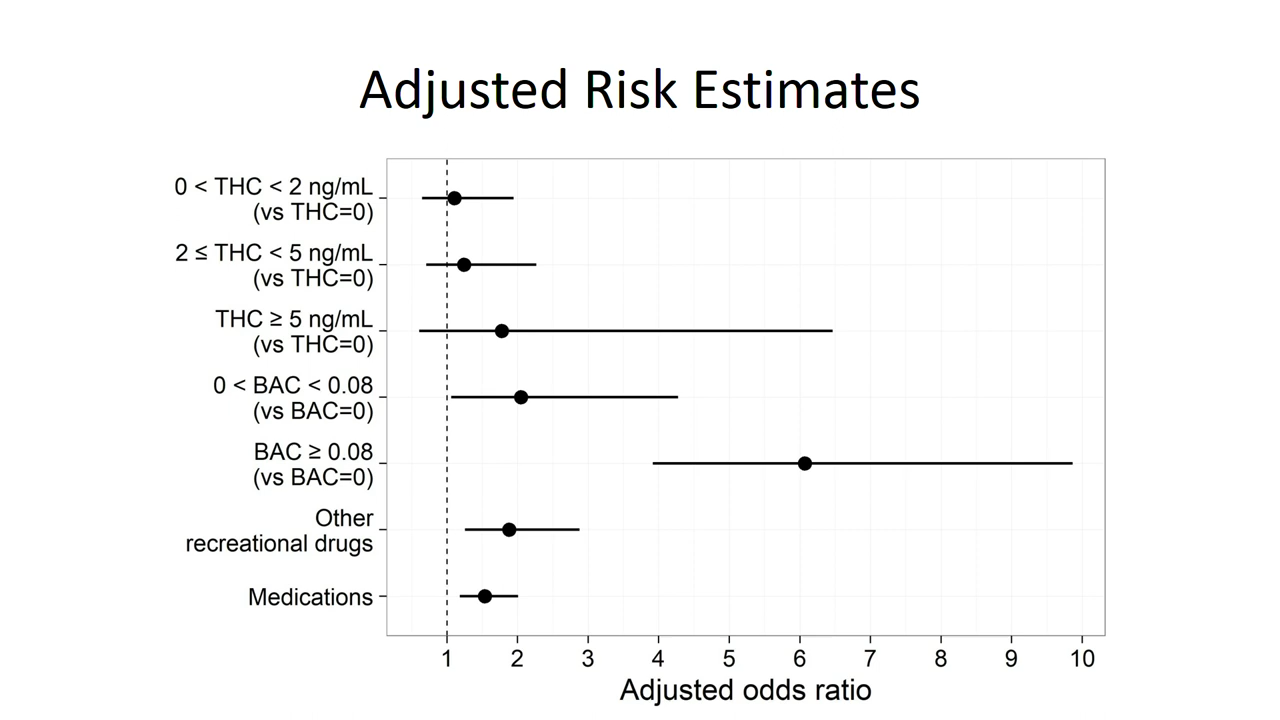 Adjusted Risk Estimates
0 < THC < 2 ng/mL
(vs THC=0)
2 ≤ THC < 5 ng/mL
(vs THC=0)
THC ≥ 5 ng/mL
(vs THC=0)
0 < BAC < 0.08
(vs BAC=0)
BAC ≥ 0.08
(vs BAC=0)
Other
recreational drugs
Medications
1 2 3 4 5 6 7 8 9 10
Adjusted odds ratio